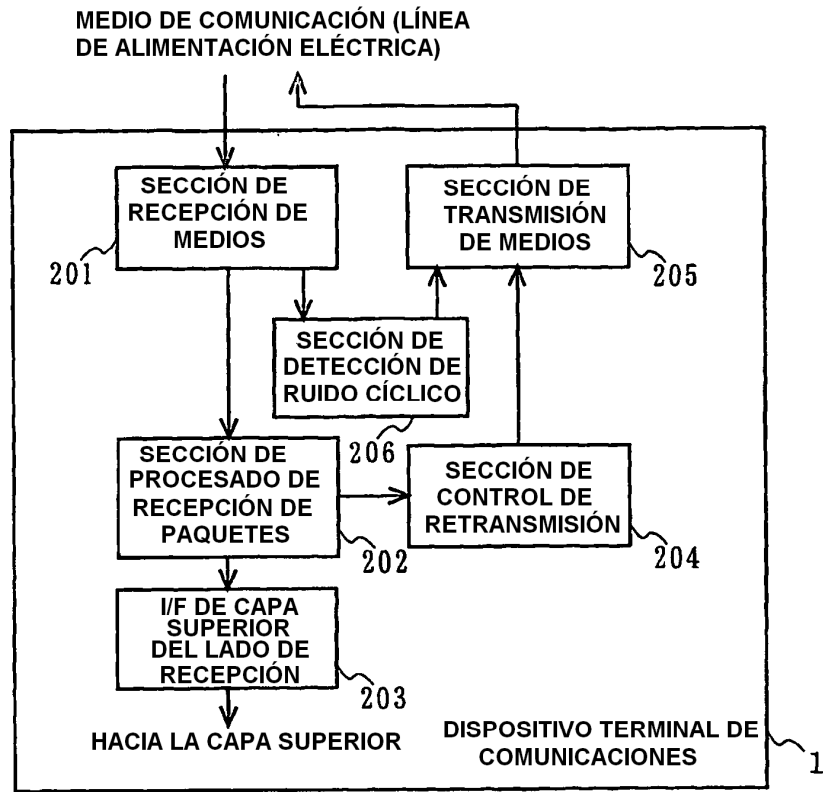 MEDIO DE COMUNICACIÓN (LÍNEA
DE ALIMENTACIÓN ELÉCTRICA)
SECCIÓN DE
RECEPCIÓN DE
MEDIOS
201
SECCIÓN DE
TRANSMISIÓN
DE MEDIOS
205
SECCIÓN DE
DETECCIÓN DE
RUIDO CÍCLICO
206
SECCIÓN DE
PROCESADO DE
RECEPCIÓN DE
PAQUETES
202
SECCIÓN DE
CONTROL DE
RETRANSMISIÓN
204
I/F DE CAPA
SUPERIOR
DEL LADO DE
RECEPCIÓN
203
HACIA LA CAPA SUPERIOR
DISPOSITIVO TERMINAL DE
COMUNICACIONES
1